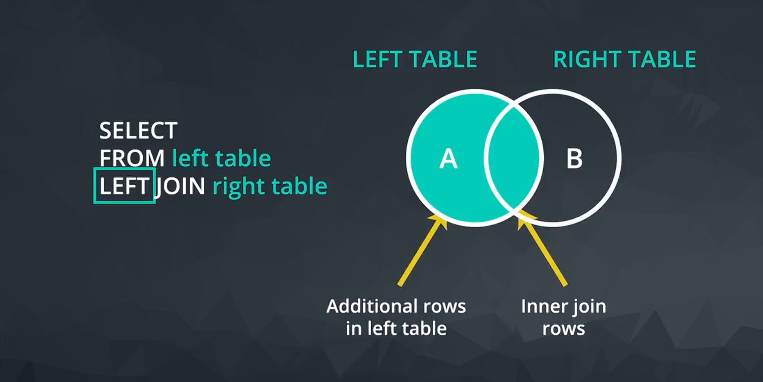 LEFT TABLE
RIGHT TABLE
SELECT
FROM left table
LEFT JOIN right table
A
B
Additional rows
in left table
Inner join
rows